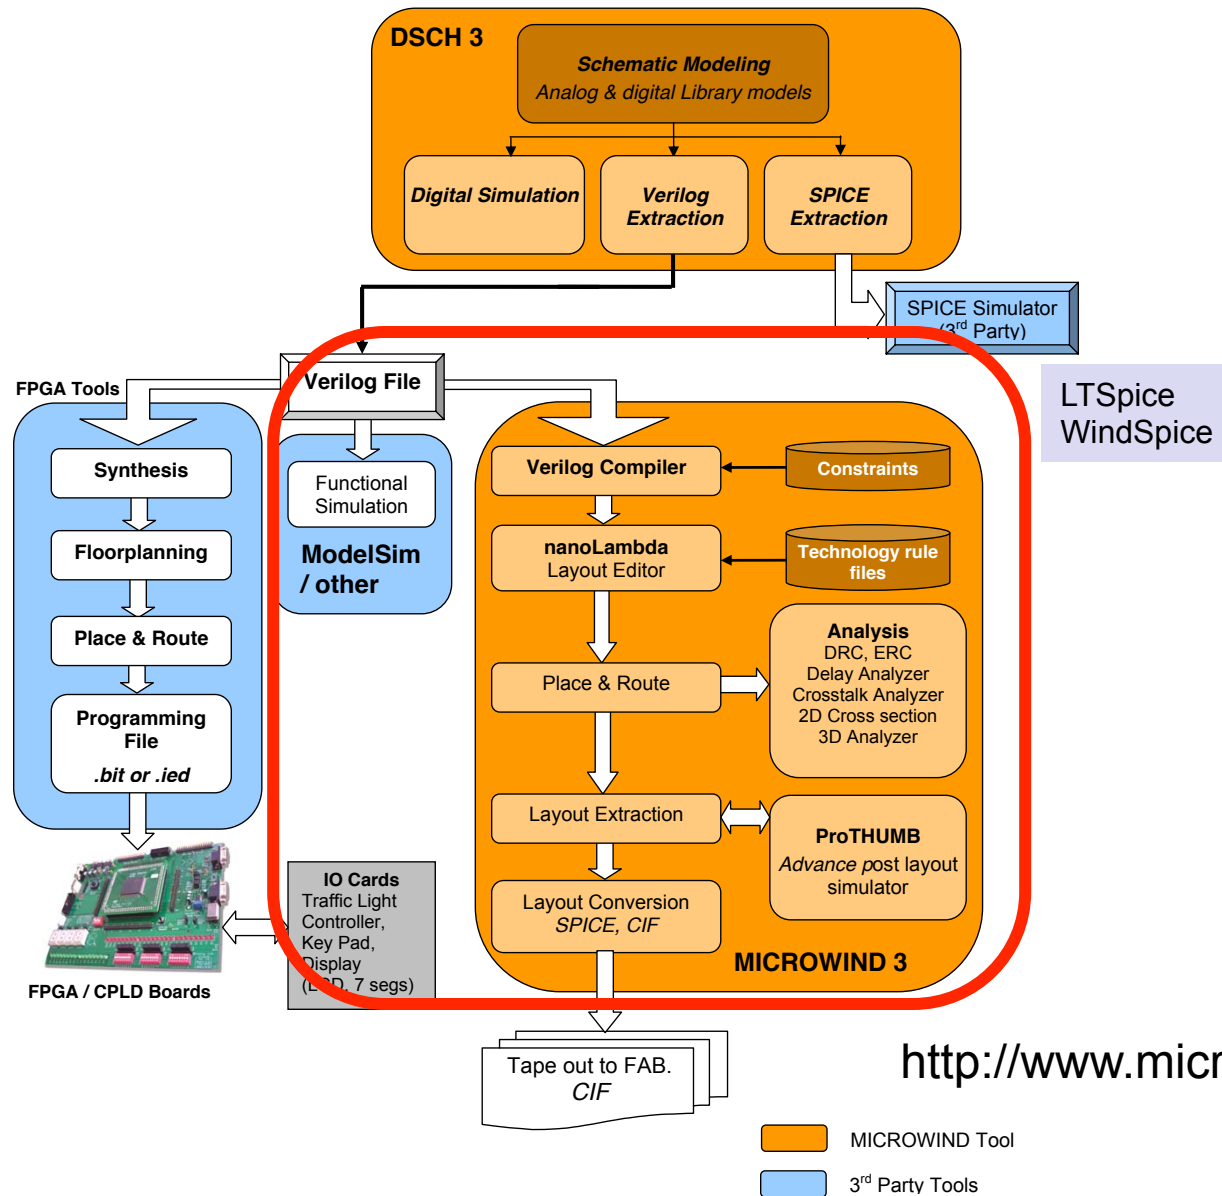 DSCH 3
Schematic Modeling
Analog & digital Library models
Digital Simulation
Verilog
Extraction
SPICE
Extraction
SPICE Simulator
(3rd Party)
LTSpice
WindSpice
Verilog File
FPGA Tools
Synthesis
Floorplanning
Place & Route
Programming
File
.bit or .ied
FPGA / CPLD Boards
Functional
Simulation
ModelSim
/ other
IO Cards
Traffic Light
Controller,
Key Pad,
Display
(LCD, 7 segs)
Verilog Compiler
Constraints
nanoLambda
Layout Editor
Technology rule
files
Place & Route
Analysis
DRC, ERC
Delay Analyzer
Crosstalk Analyzer
2D Cross section
3D Analyzer
Layout Extraction
ProTHUMB
Advance post layout
simulator
Layout Conversion
SPICE, CIF
MICROWIND 3
Tape out to FAB.
CIF
http://www.micr
MICROWIND Tool
3rd Party Tools